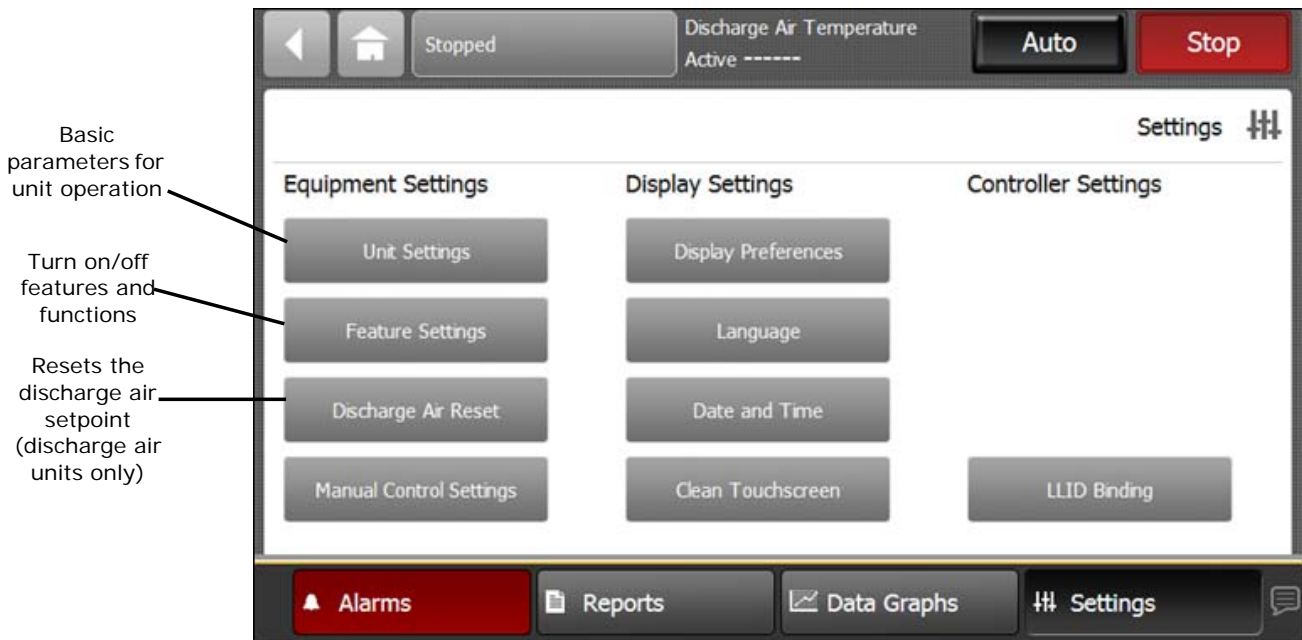 Stopped
Discharge Air Temperature
Active ------
Auto
Stop
Settings
Basic
parameters for
unit operation
Turn on/off
features and
functions
Resets the
discharge air
setpoint
(discharge air
units only)
Equipment Settings
Unit Settings
Feature Settings
Discharge Air Reset
Manual Control Settings
Display Settings
Display Preferences
Language
Date and Time
Clean Touchscreen
Controller Settings
LLID Binding
Alarms
Reports
Data Graphs
Settings